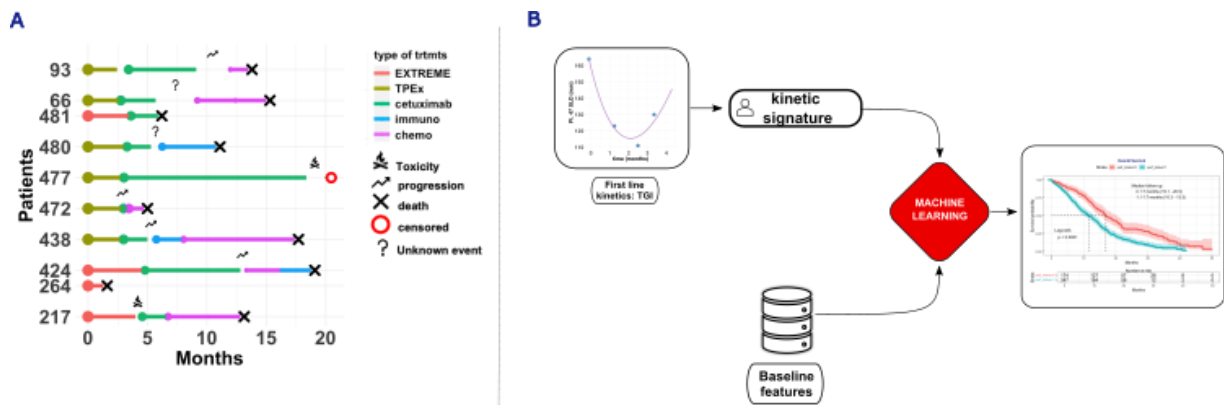 A
B
93
66
481
480
477
472
438
424
264
217
Patients
?
?
0
5
10
15
20
Months
type of trtmts
EXTREME
TPEx
cetuximab
immuno
chemo
Toxicity
progression
death
censored
?
Unknown event
time (months)
First line
kinetics: TGI
kinetic
signature
MACHINE
LEARNING
Baseline
features
Months
Months